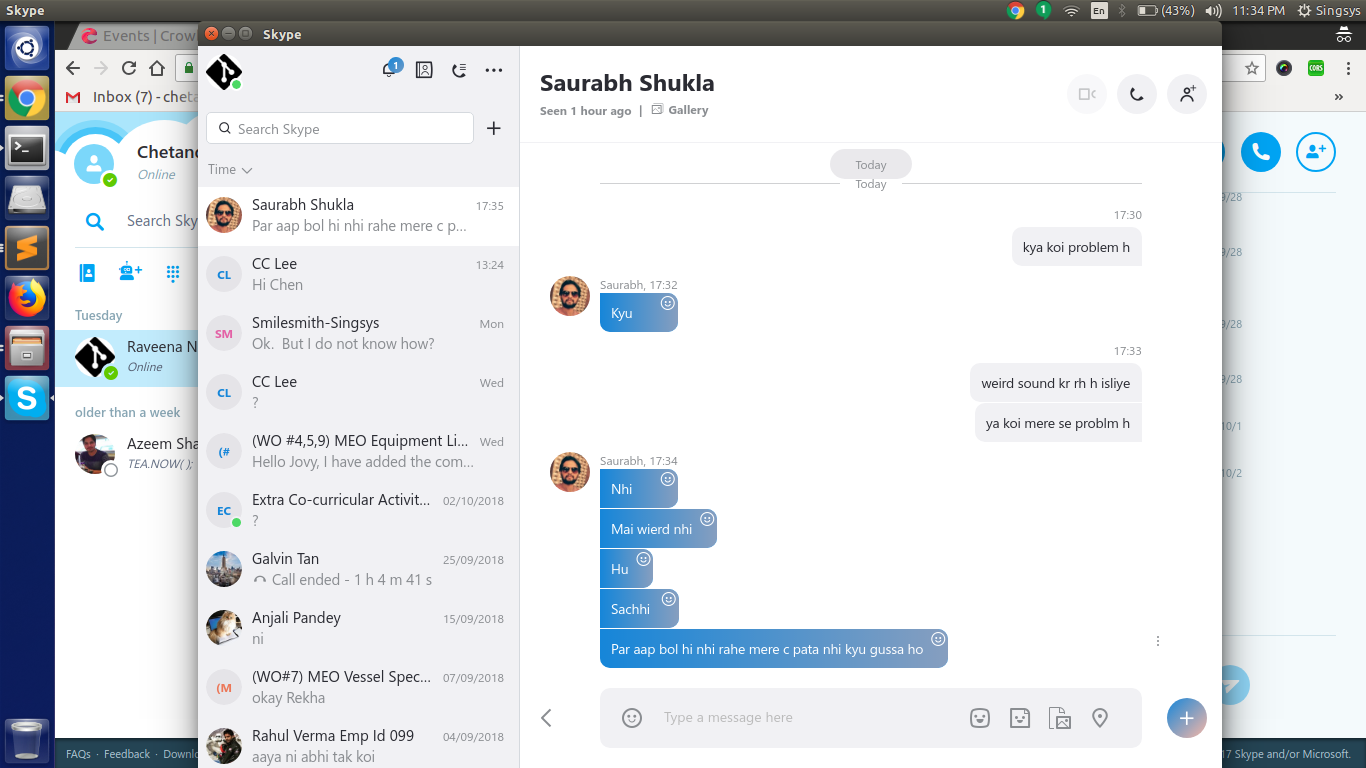 Skype
1
En
(43%)
11:34 PM
Singsys
Events | Crow
Skype
Inbox (7) - cheta
CORS
»
Chetan
Online
Search Sky
Tuesday
Raveena N
Online
older than a week
Azeem Sha
TEA.NOW( );
FAQs · Feedback · Downlo
1
Search Skype
Time
Saurabh Shukla
17:35
Par aap bol hi nhi rahe mere c p...
CL
CC Lee
13:24
Hi Chen
SM
Smilesmith-Singsys
Mon
Ok. But I do not know how?
CL
CC Lee
Wed
?
(#
(WO #4,5,9) MEO Equipment Li...
Wed
Hello Jovy, I have added the com...
EC
Extra Co-curricular Activit...
02/10/2018
?
Galvin Tan
25/09/2018
Call ended - 1 h 4 m 41 s
Anjali Pandey
15/09/2018
ni
(M
(WO#7) MEO Vessel Spec...
07/09/2018
okay Rekha
Rahul Verma Emp Id 099
04/09/2018
aaya ni abhi tak koi
Saurabh Shukla
Seen 1 hour ago | Gallery
Today
Today
17:30
kya koi problem h
Saurabh, 17:32
Kyu
17:33
weird sound kr rh h isliye
ya koi mere se problm h
Saurabh, 17:34
Nhi
Mai wierd nhi
Hu
Sachhi
Par aap bol hi nhi rahe mere c pata nhi kyu gussa ho
Type a message here
9/28
9/28
9/28
9/28
10/1
10/2
17 Skype and/or Microsoft.